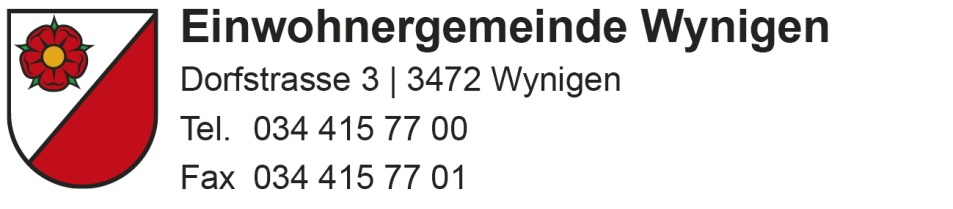 Einwohnergemeinde Wynigen
Dorfstrasse 3 | 3472 Wynigen
Tel. 034 415 77 00
Fax 034 415 77 01